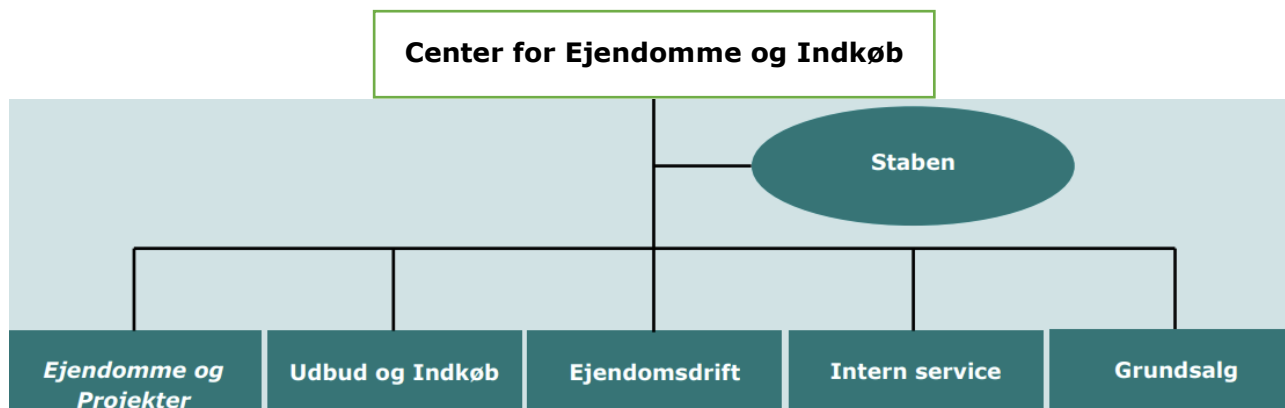 Center for Ejendomme og Indkøb
Staben
Ejendomme og
Projekter
Udbud og Indkøb
Ejendomsdrift
Intern service
Grundsalg